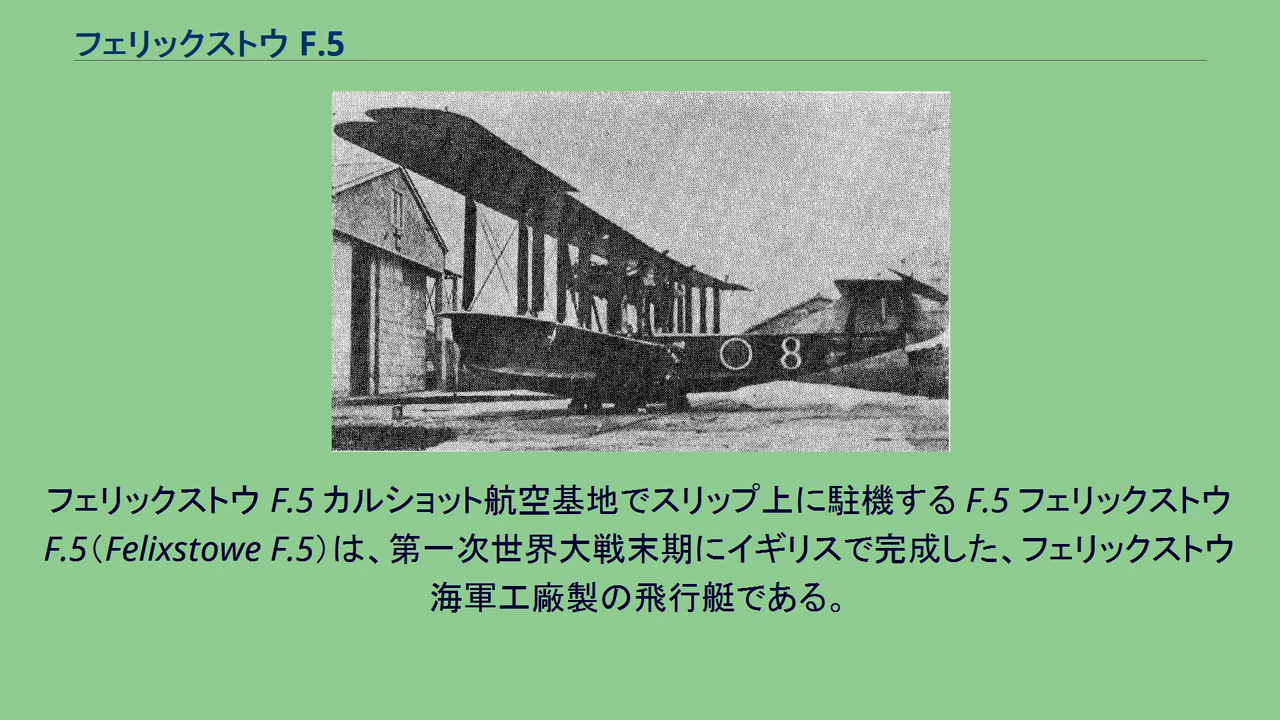 フェリックストウ F.5
8
フェリックストウ F.5 カルショット航空基地でスリップ上に駐機する F.5 フェリックストウ
F.5（Felixstowe F.5）は、第一次世界大戦末期にイギリスで完成した、フェリックストウ
海軍工廠製の飛行艇である。